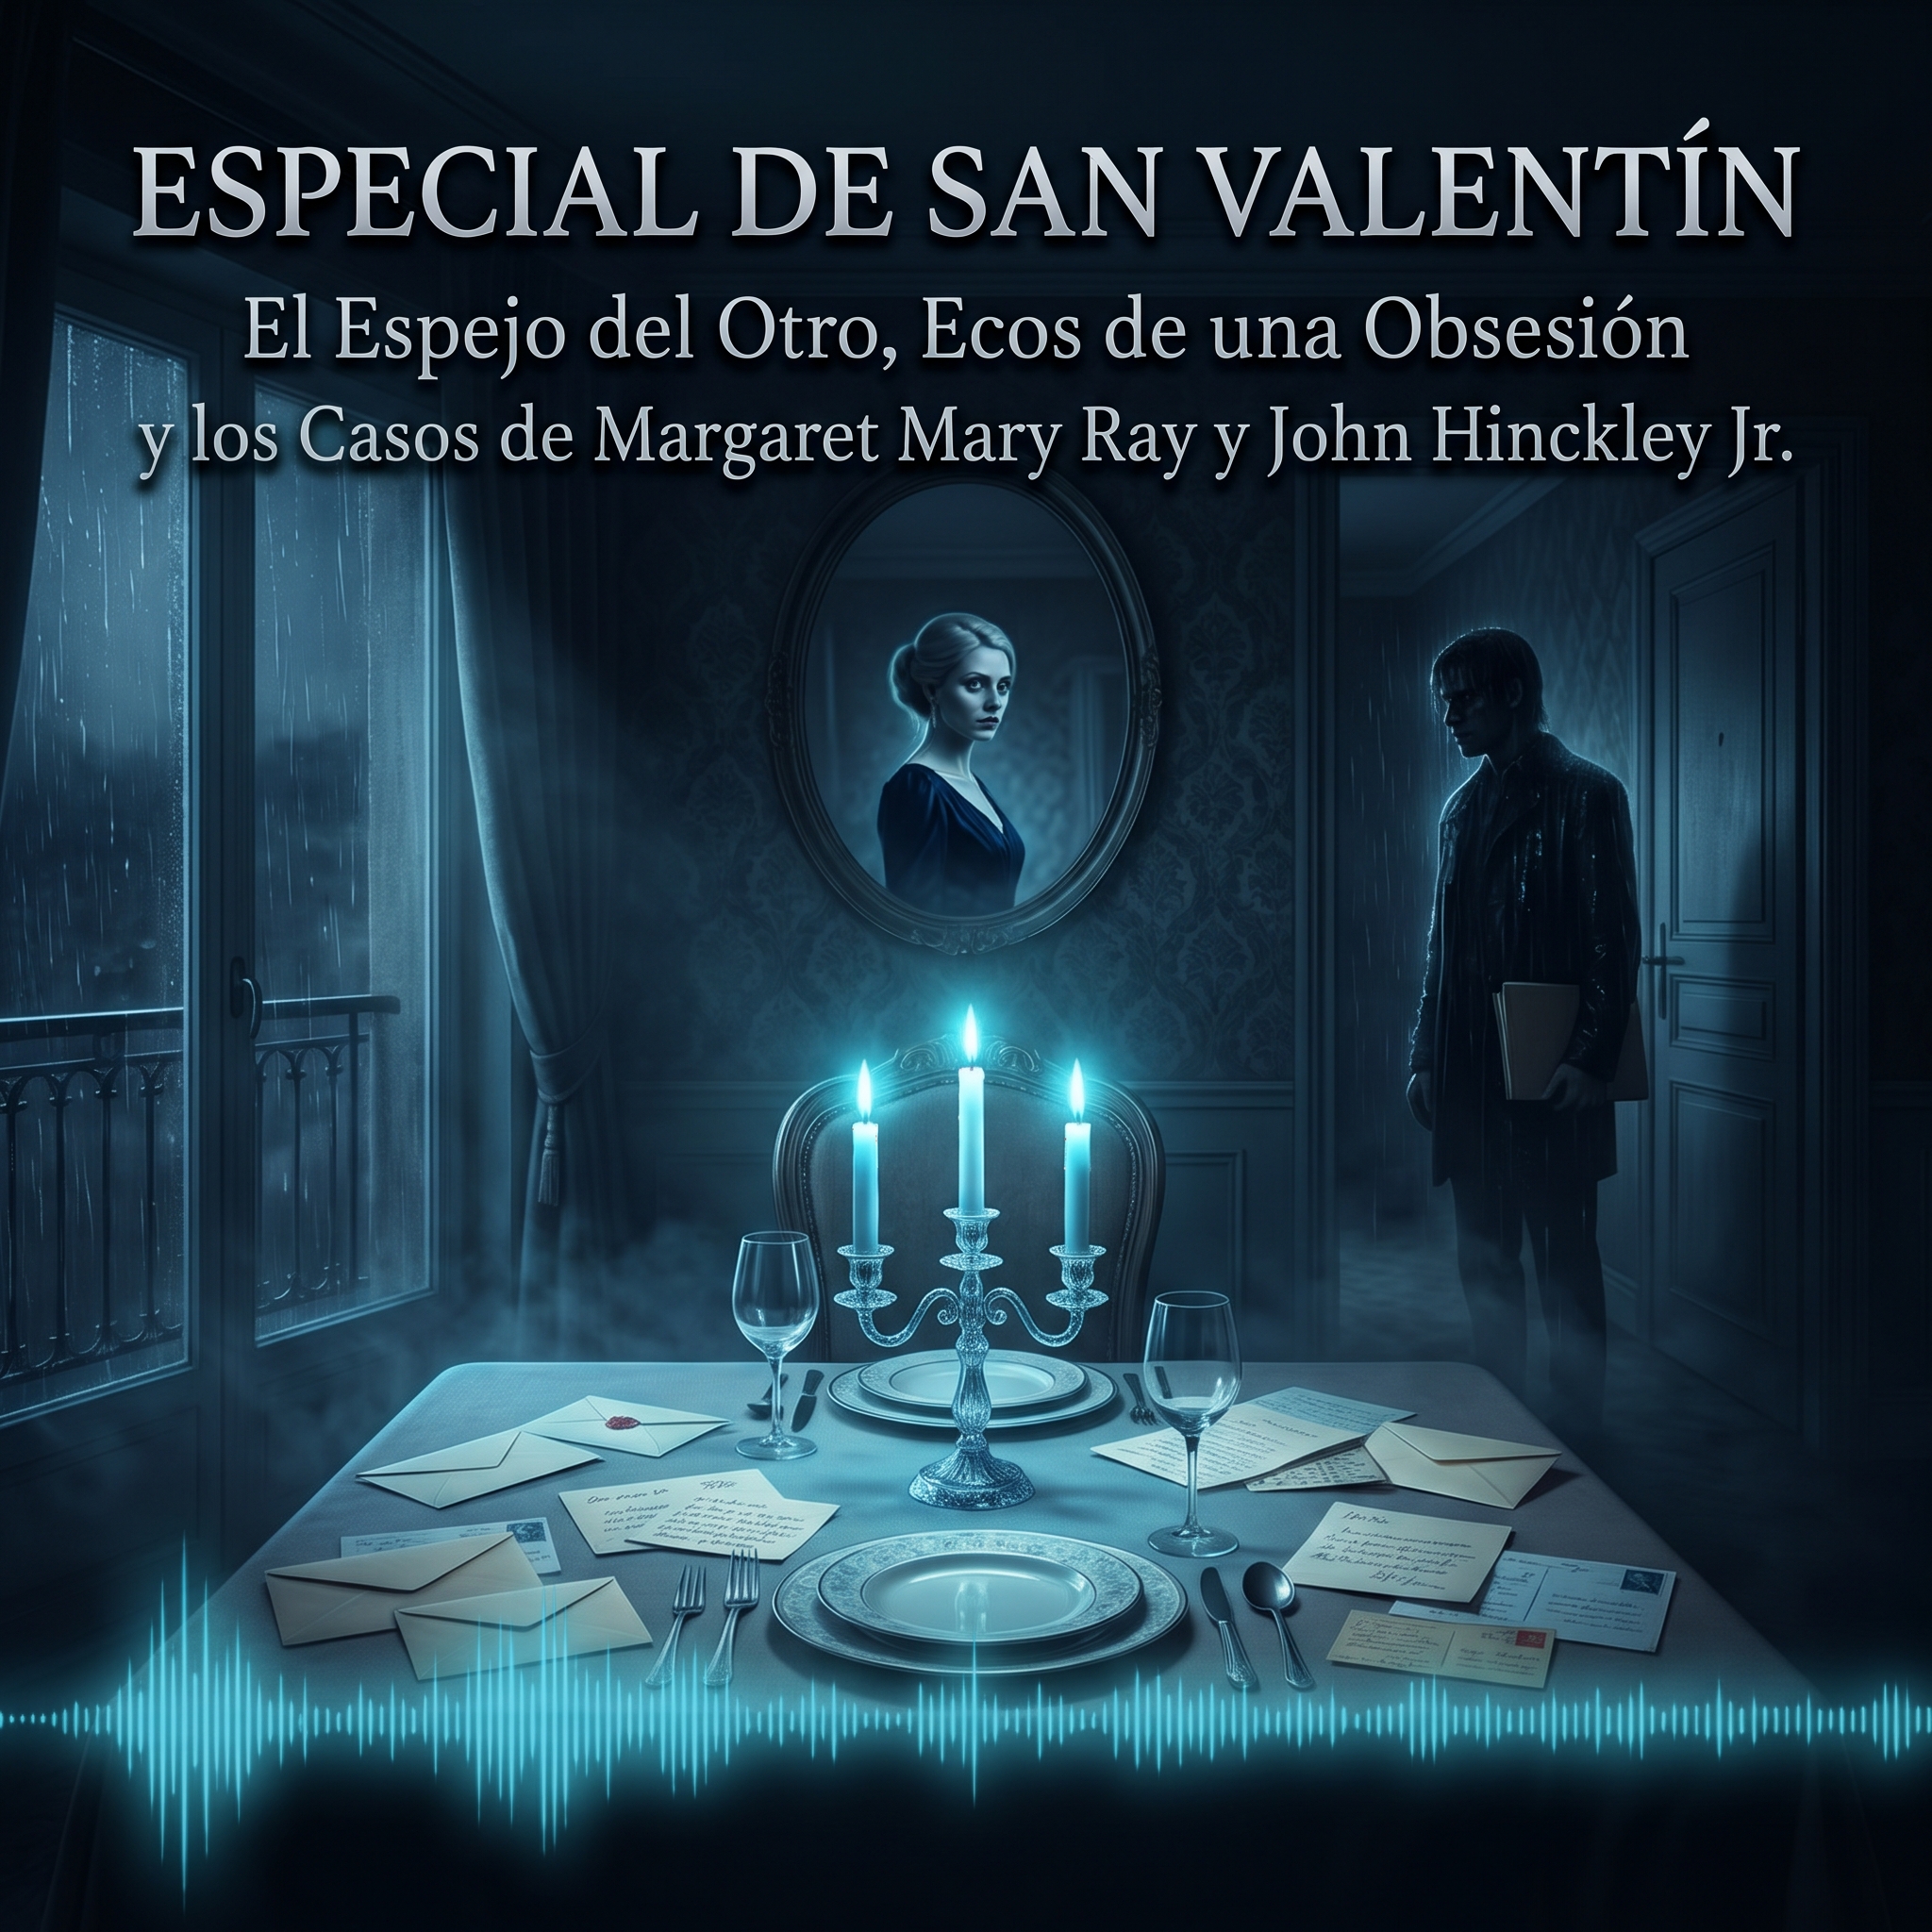 ESPECIAL DE SAN VALENTÍN
El Espejo del Otro, Ecos de una Obsesión
y los Casos de Margaret Mary Ray y John Hinckley Jr.